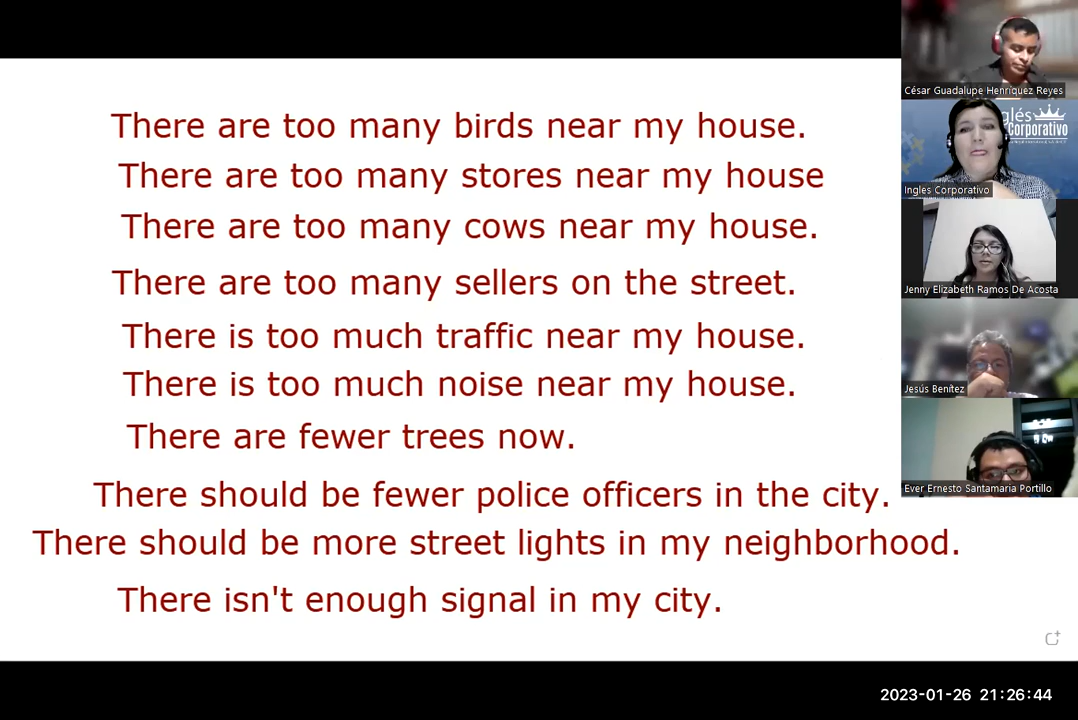 There are too many birds near my house.
There are too many stores near my house
There are too many cows near my house.
There are too many sellers on the street.
There is too much traffic near my house.
There is too much noise near my house.
There are fewer trees now.
There should be fewer police officers in the city.
There should be more street lights in my neighborhood.
There isn't enough signal in my city.
César Guadalupe Henriquez Reyes
glés
Corporativo
Ingles Corporativo
Jenny Elizabeth Ramos De Acosta
Jesús Benítez
Ever Ernesto Santamaria Portillo
2023-01-26 21:26:44